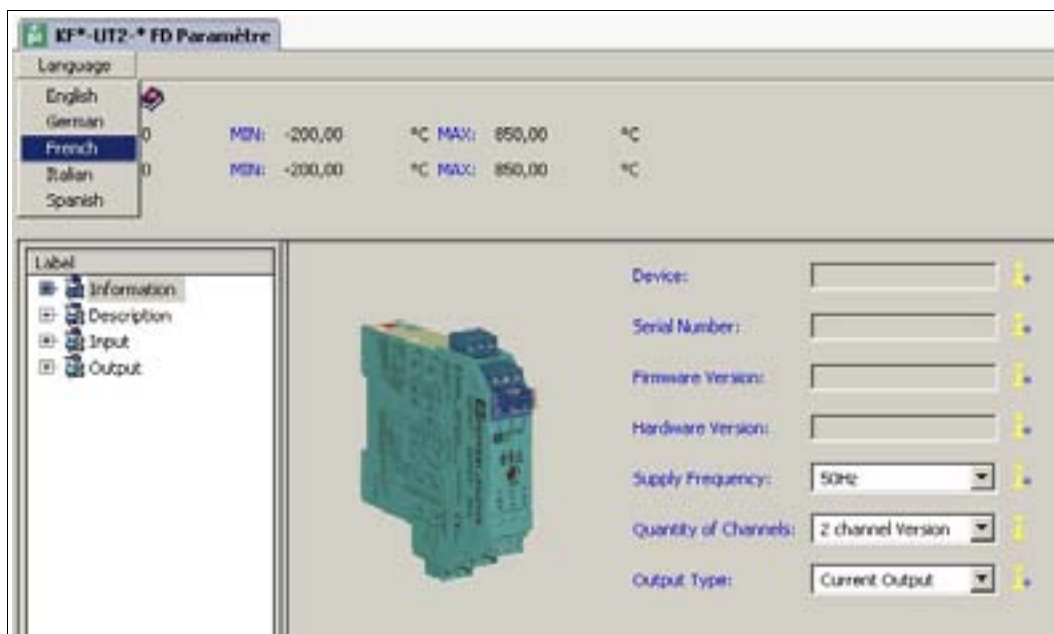 KF*-UT2-* FD Paramètre
Language
English
German
French
Italian
Spanish
0 MIN: -200,00 °C MAX: 850,00 °C
0 MIN: -200,00 °C MAX: 850,00 °C
Label
Information
Description
Input
Output
Device:
Serial Number:
Firmware Version:
Hardware Version:
Supply Frequency: 50Hz
Quantity of Channels: 2 channel Version
Output Type: Current Output